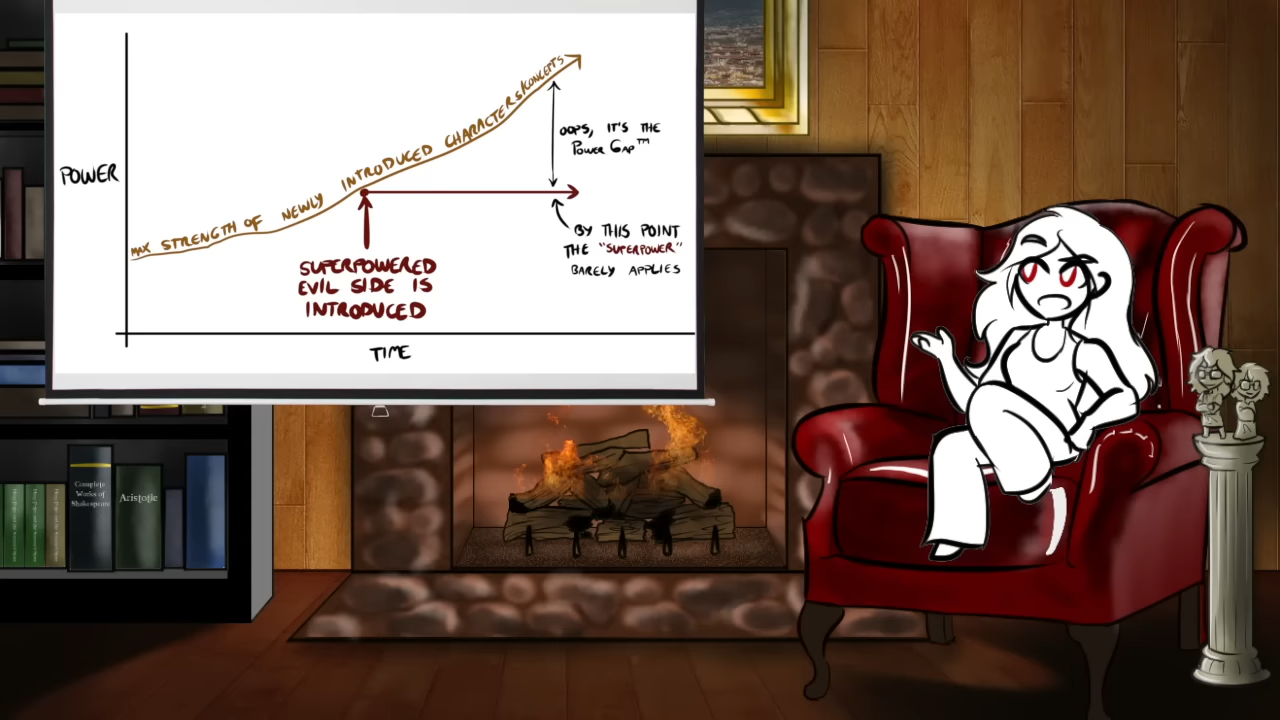 POWER
MAX STRENGTH OF NEWLY INTRODUCED CHARACTERS/CONCEPTS
OOPS, IT'S THE
POWER GAP™
BY THIS POINT
THE "SUPERPOWER"
BARELY APPLIES
SUPERPOWERED
EVIL SIDE IS
INTRODUCED
TIME
Complete
Works of
Shakespeare
Aristotle